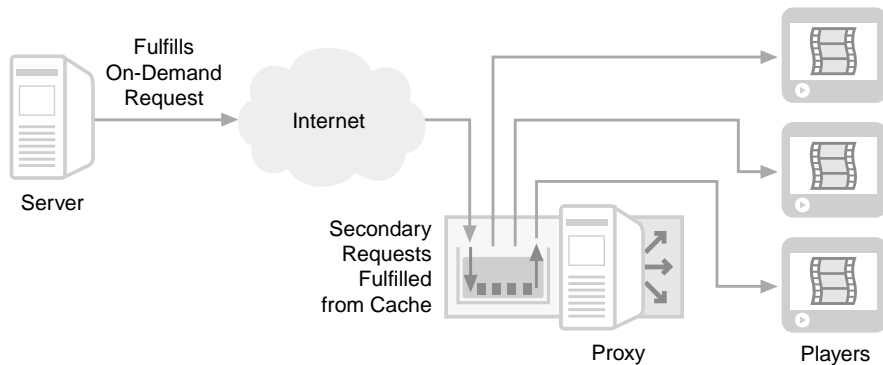 Fulfills
On-Demand
Request
Internet
Server
Secondary
Requests
Fulfilled
from Cache
Proxy
Players